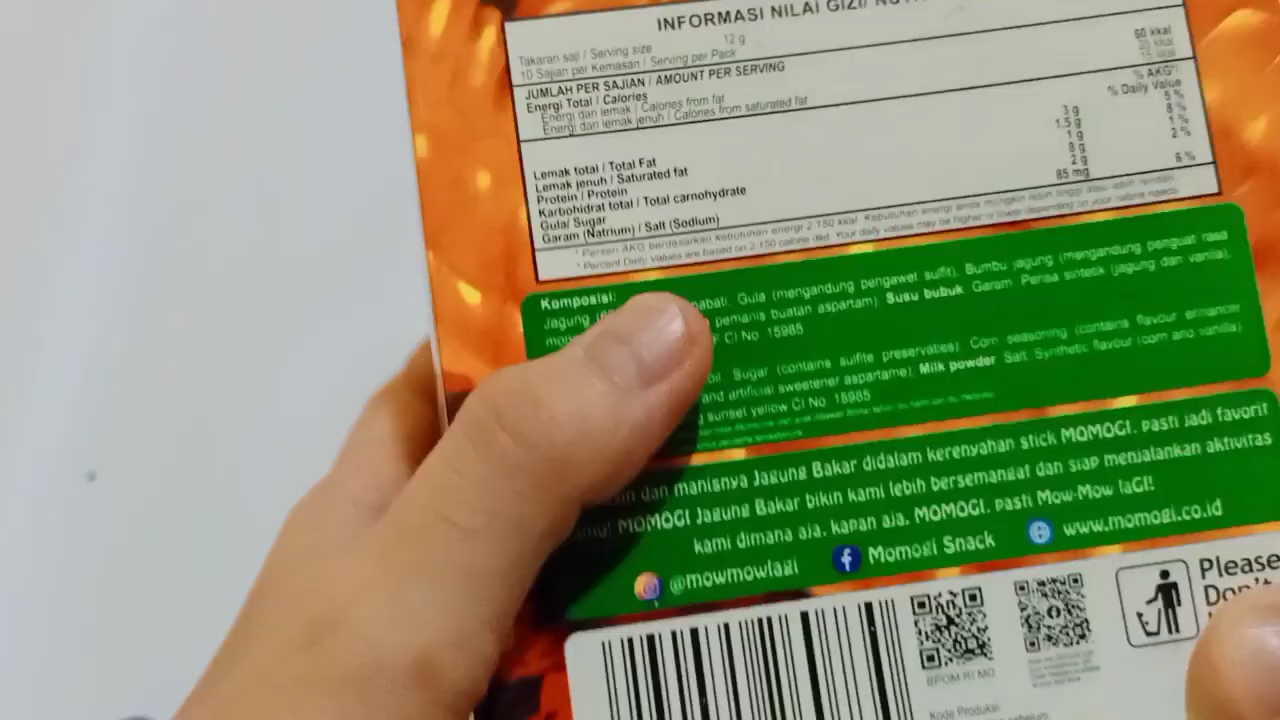 INFORMASI NILAI GIZI/
Takaran saji / Serving size 12 g
10 Sajian per Kemasan / Serving per Pack
JUMLAH PER SAJIAN / AMOUNT PER SERVING
Energi Total / Calories 60 kkal
Energi dari lemak / Calories from fat 20 kkal
Energi dari lemak jenuh / Calories from saturated fat 15 kkal
% AKG*/
% Daily Value
Lemak total / Total Fat 3 g 5 %
Lemak jenuh / Saturated fat 1.5 g 8 %
Protein / Protein 1 g 1 %
Karbohidrat total / Total carnohydrate 8 g 2 %
Gula/ Sugar 2 g
Garam (Natrium) / Salt (Sodium) 85 mg 6 %
* Persen AKG berdasarkan kebutuhan energi 2 150 kkal. Kebutuhan energi anda mungkin lebih tinggi atau lebih rendah.
* Percent Daily Values are based on 2 150 calorie diet. Your daily values may be higher or lower depending on your calorie needs.
Komposisi:
nabati. Gula (mengandung pengawet sulfit), Bumbu jagung (mengandung penguat rasa
Jagung pemanis buatan aspartam) Susu bubuk. Garam. Perisa sintetik (jagung dan vanila),
CI No. 15985
oil. Sugar (contains sulfite preservaties). Corn seasoning (contains flavour enhancer
and artificial sweetener aspartame). Milk powder Salt. Synthetic flavour (corn and vanilla)
sunset yellow CI No. 15985
dan manisnya Jagung Bakar didalam kerenyahan stick MOMOGI. pasti jadi favorit
MOMOGI Jagung Bakar bikin kami lebih bersemangat dan siap menjalankan aktivitas
kami dimana aja. kapan aja. MOMOGI. pasti Mow-Mow laGI!
@mowmowlagi Momogi Snack www.momogi.co.id
Please
Don't
BPOM RI MD
Kode Produksi